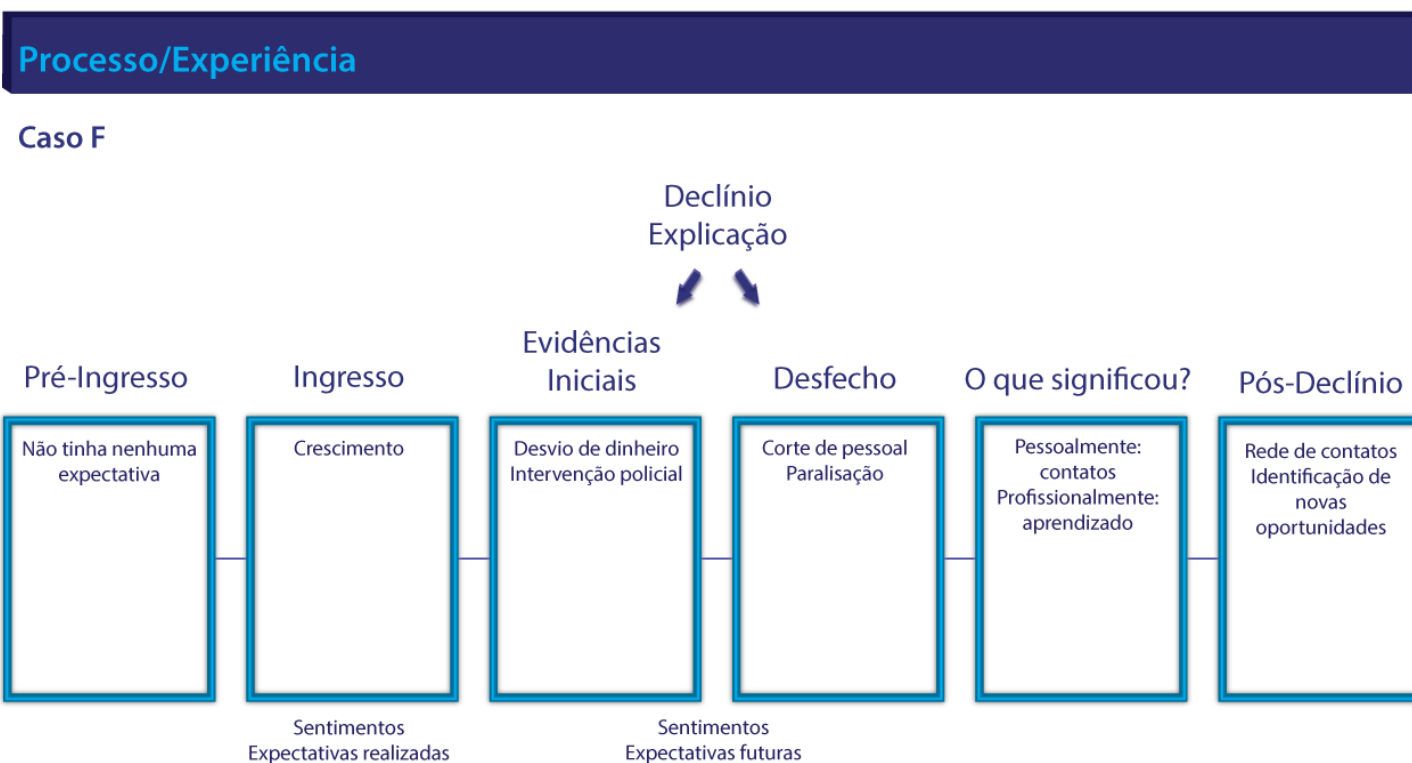 Processo/Experiência
Caso F
Declínio
Explicação
Pré-Ingresso
Ingresso
Evidências
Iniciais
Desfecho
O que significou?
Pós-Declínio
Não tinha nenhuma
expectativa
Crescimento
Desvio de dinheiro
Intervenção policial
Corte de pessoal
Paralisação
Pessoalmente:
contatos
Profissionalmente:
aprendizado
Rede de contatos
Identificação de
novas
oportunidades
Sentimentos
Expectativas realizadas
Sentimentos
Expectativas futuras